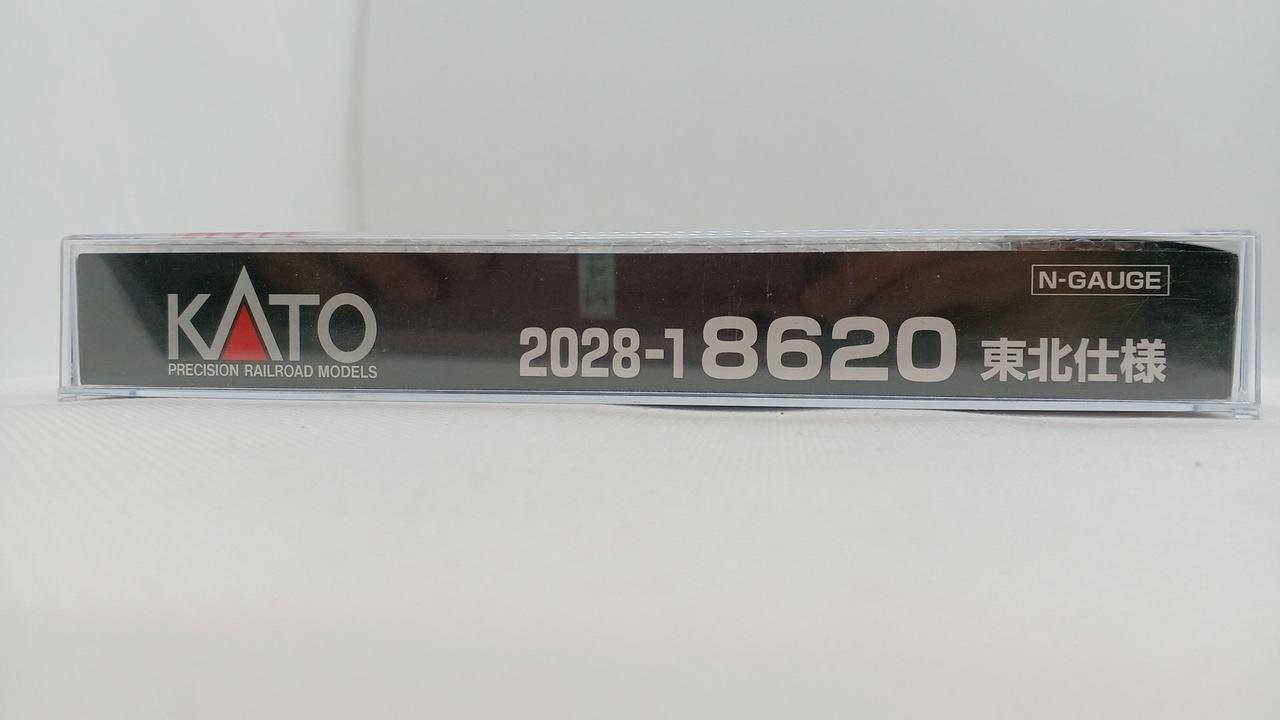 KATO
PRECISION RAILROAD MODELS
N-GAUGE
2028-1 8620 東北仕様